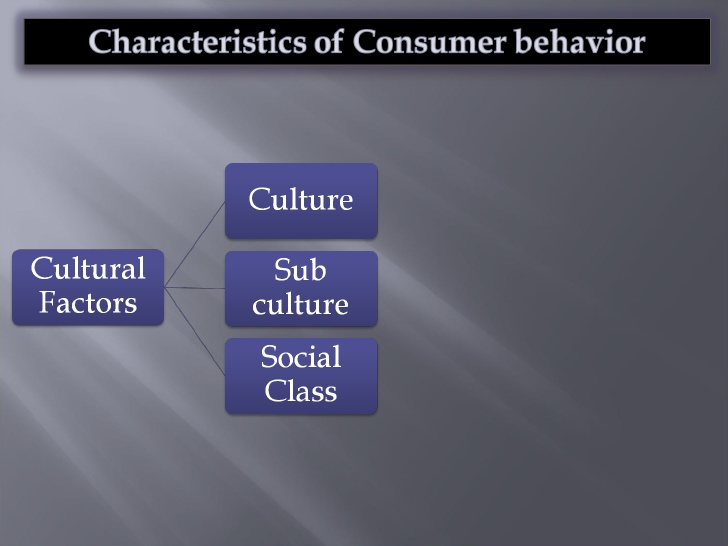 Characteristics of Consumer behavior
Culture
Cultural
Factors
Sub
culture
Social
Class